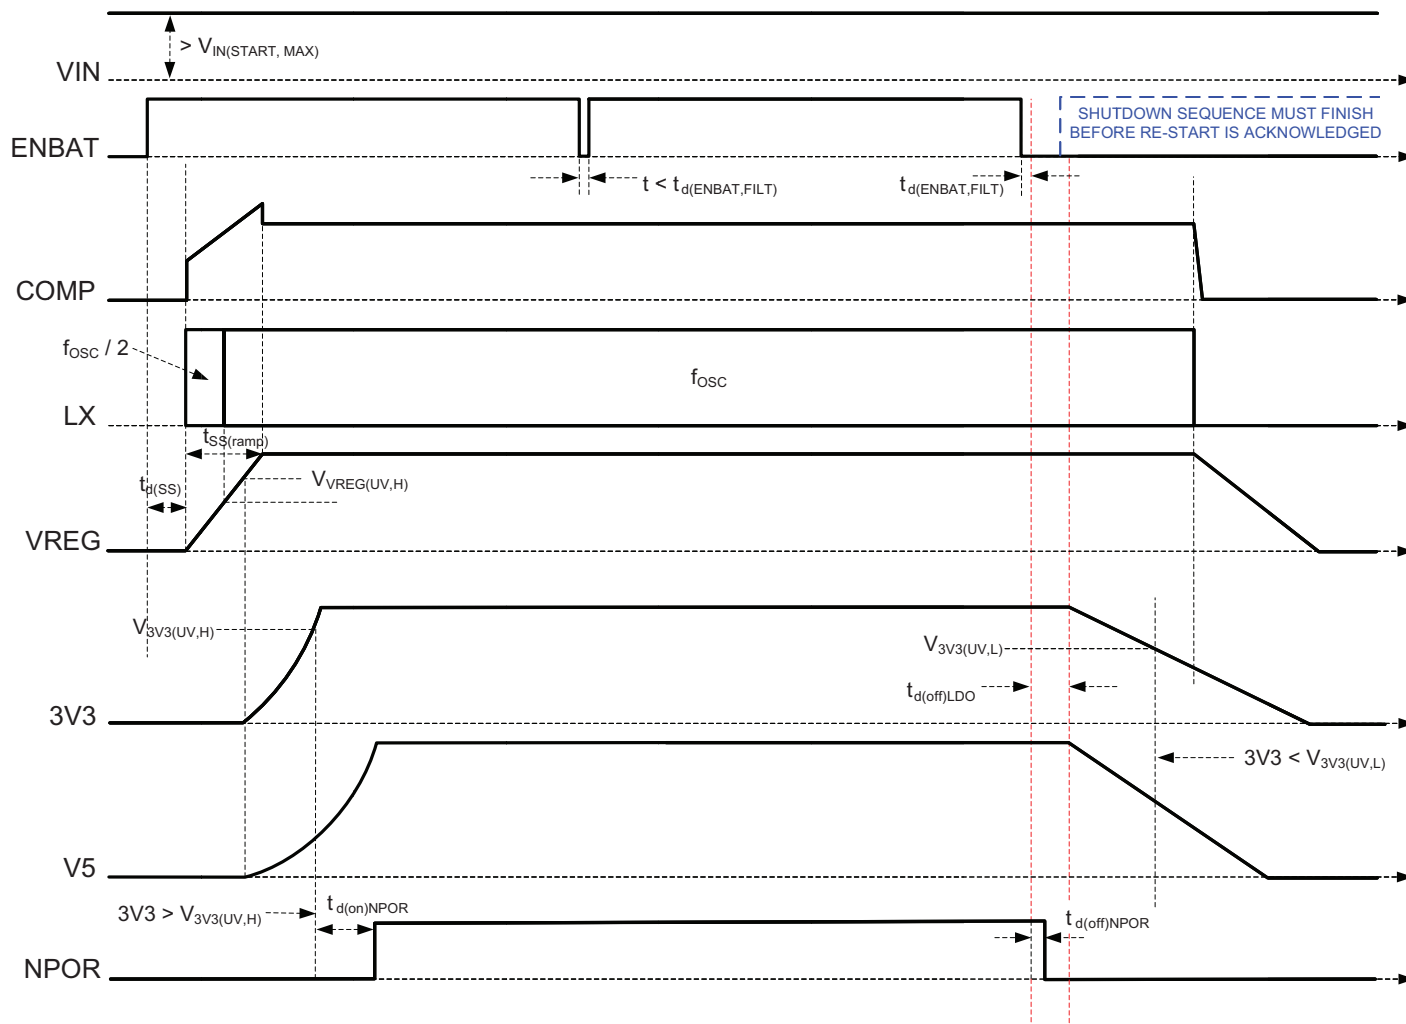 > VIN(START, MAX)
VIN
SHUTDOWN SEQUENCE MUST FINISH
BEFORE RE-START IS ACKNOWLEDGED
ENBAT
t < td(ENBAT,FILT)
td(ENBAT,FILT)
COMP
fOSC / 2
fOSC
LX
tSS(ramp)
VVREG(UV,H)
td(SS)
VREG
V3V3(UV,H)
V3V3(UV,L)
td(off)LDO
3V3
3V3 < V3V3(UV,L)
V5
3V3 > V3V3(UV,H)
td(on)NPOR
td(off)NPOR
NPOR